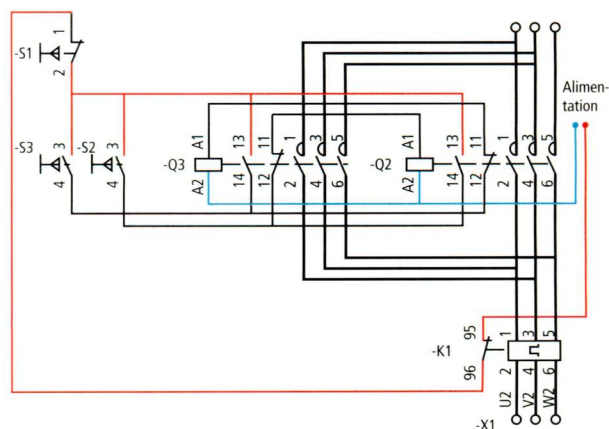 1
-S1
2
Alimen-
tation
-S3 3 -S2 3
4 4
A1 13 11 1 3 5
-Q3
A2 14 12 2 4 6
A1 13 11 1 3 5
-Q2
A2 14 12 2 4 6
95 1 3 5
-K1
96 2 4 6
U2 V2 W2
-X1